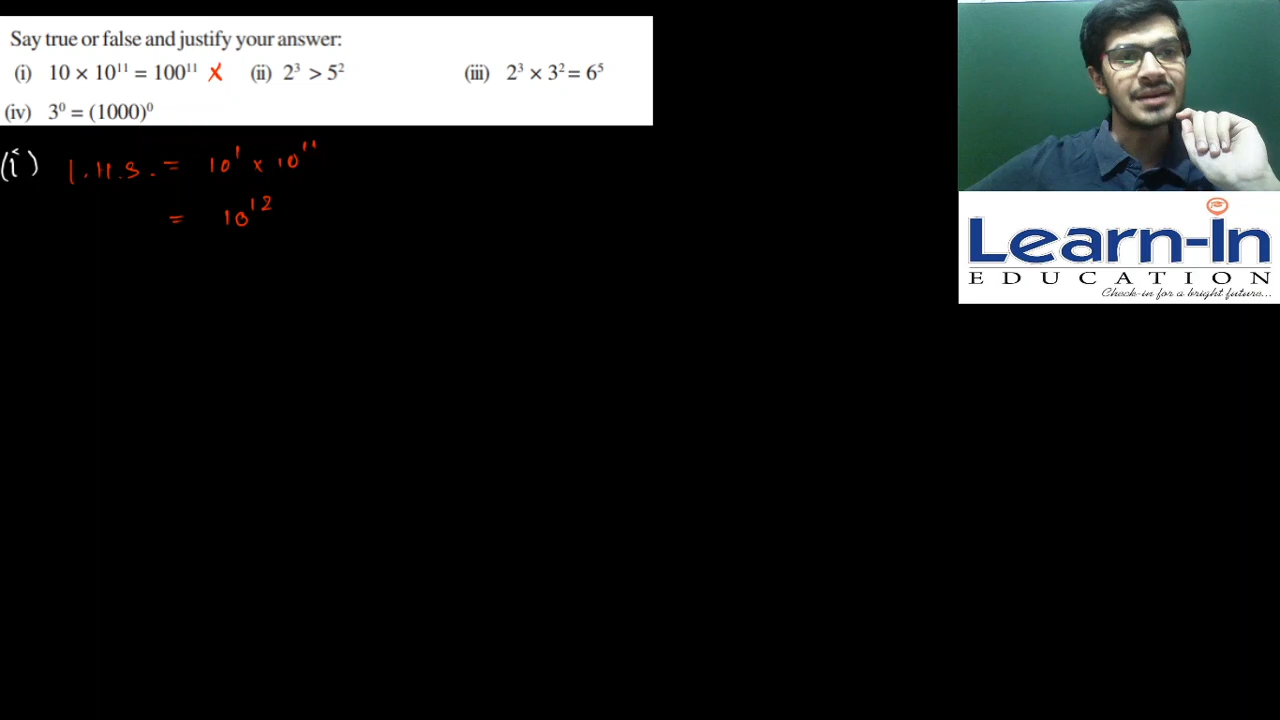 Say true or false and justify your answer:
(i) 10 × 10¹¹ = 100¹¹ ✗ (ii) 2³ > 5² (iii) 2³ × 3² = 6⁵
(iv) 3⁰ = (1000)⁰
(i) L.H.S. = 10¹ × 10¹¹
= 10¹²
Learn-In
EDUCATION
Check-in for a bright future...